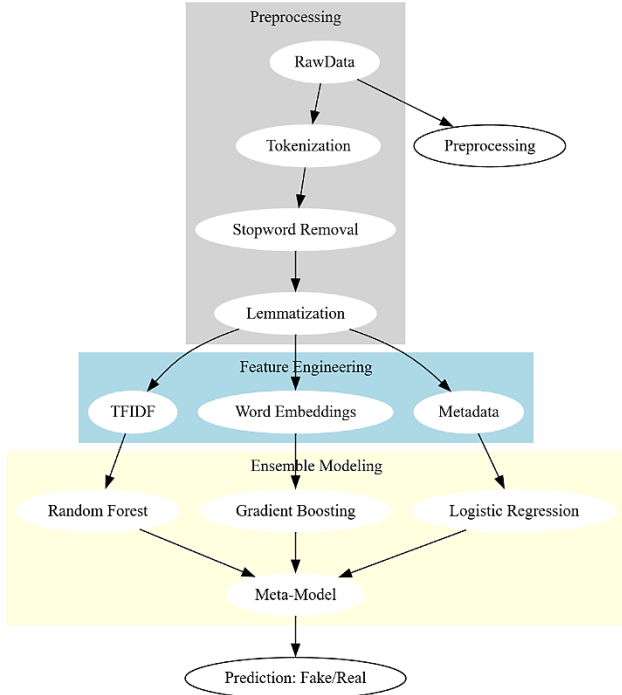 Preprocessing
RawData
Tokenization
Preprocessing
Stopword Removal
Lemmatization
Feature Engineering
TFIDF
Word Embeddings
Metadata
Ensemble Modeling
Random Forest
Gradient Boosting
Logistic Regression
Meta-Model
Prediction: Fake/Real